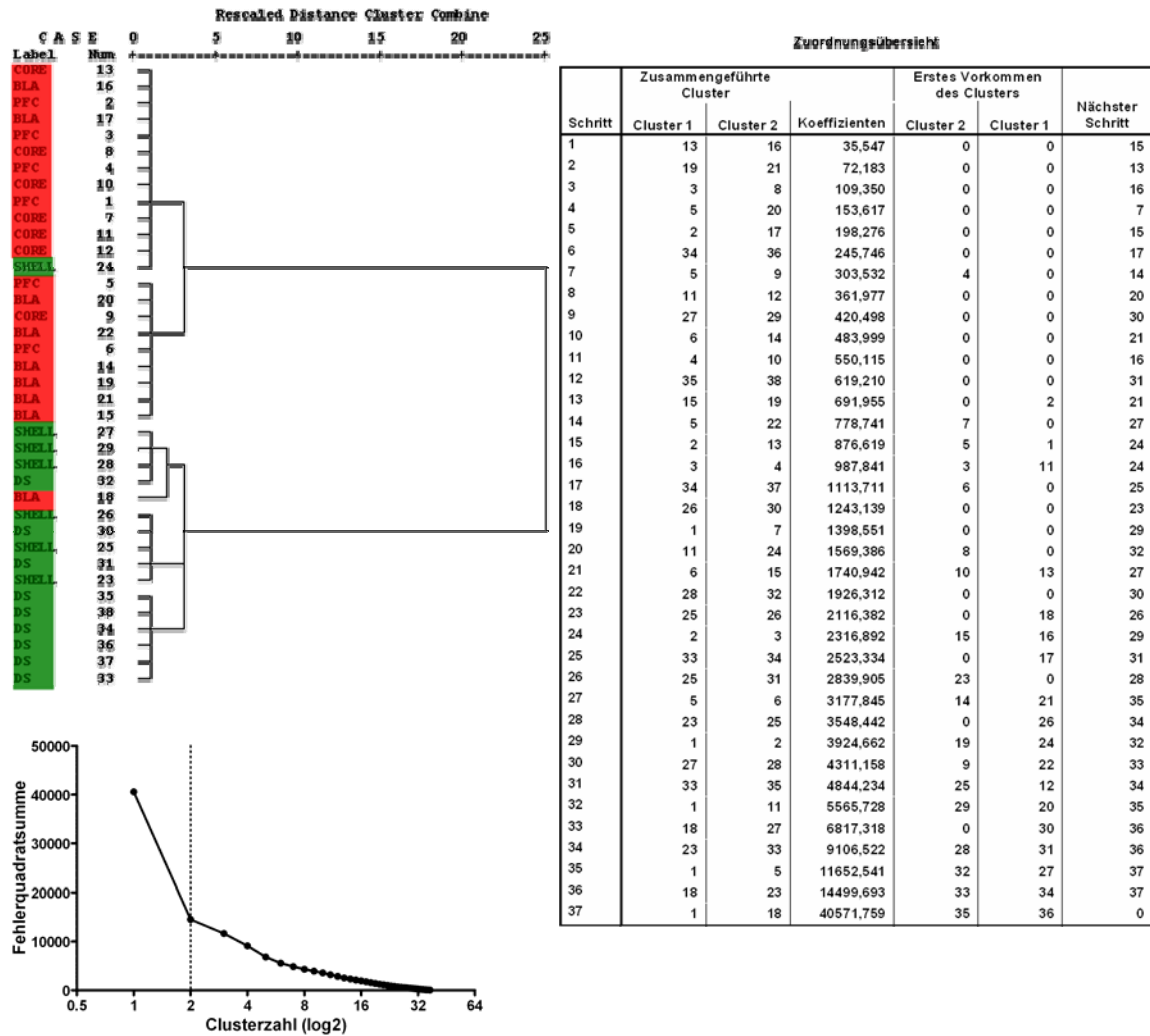 Rescaled Distance Cluster Combine
C A S E 0 5 10 15 20 25
Label Num
CORE 13
BLA 16
PFC 2
BLA 17
PFC 3
CORE 8
PFC 4
CORE 10
PFC 1
CORE 7
CORE 11
CORE 12
SHELL 24
PFC 5
BLA 20
CORE 9
BLA 22
PFC 6
BLA 14
BLA 19
BLA 21
BLA 15
SHELL 27
SHELL 29
SHELL 28
DS 32
BLA 18
SHELL 26
DS 30
SHELL 25
DS 31
SHELL 23
DS 35
DS 38
DS 34
DS 36
DS 37
DS 33
Zuordnungsübersicht
Zusammengeführte Cluster
Erstes Vorkommen des Clusters
Schritt Cluster 1 Cluster 2 Koeffizienten Cluster 2 Cluster 1 Nächster Schritt
1 13 16 35,547 0 0 15
2 19 21 72,183 0 0 13
3 3 8 109,350 0 0 16
4 5 20 153,617 0 0 7
5 2 17 198,276 0 0 15
6 34 36 245,746 0 0 17
7 5 9 303,532 4 0 14
8 11 12 361,977 0 0 20
9 27 29 420,498 0 0 30
10 6 14 483,999 0 0 21
11 4 10 550,115 0 0 16
12 35 38 619,210 0 0 31
13 15 19 691,955 0 2 21
14 5 22 778,741 7 0 27
15 2 13 876,619 5 1 24
16 3 4 987,841 3 11 24
17 34 37 1113,711 6 0 25
18 26 30 1243,139 0 0 23
19 1 7 1398,551 0 0 29
20 11 24 1569,386 8 0 32
21 6 15 1740,942 10 13 27
22 28 32 1926,312 0 0 30
23 25 26 2116,382 0 18 26
24 2 3 2316,892 15 16 29
25 33 34 2523,334 0 17 31
26 25 31 2839,905 23 0 28
27 5 6 3177,845 14 21 35
28 23 25 3548,442 0 26 34
29 1 2 3924,662 19 24 32
30 27 28 4311,158 9 22 33
31 33 35 4844,234 25 12 34
32 1 11 5565,728 29 20 35
33 18 27 6817,318 0 30 36
34 23 33 9106,522 28 31 36
35 1 5 11652,541 32 27 37
36 18 23 14499,693 33 34 37
37 1 18 40571,759 35 36 0
Fehlerquadratsumme
50000
40000
30000
20000
10000
0
0.5 1 2 4 8 16 32 64
Clusterzahl (log2)